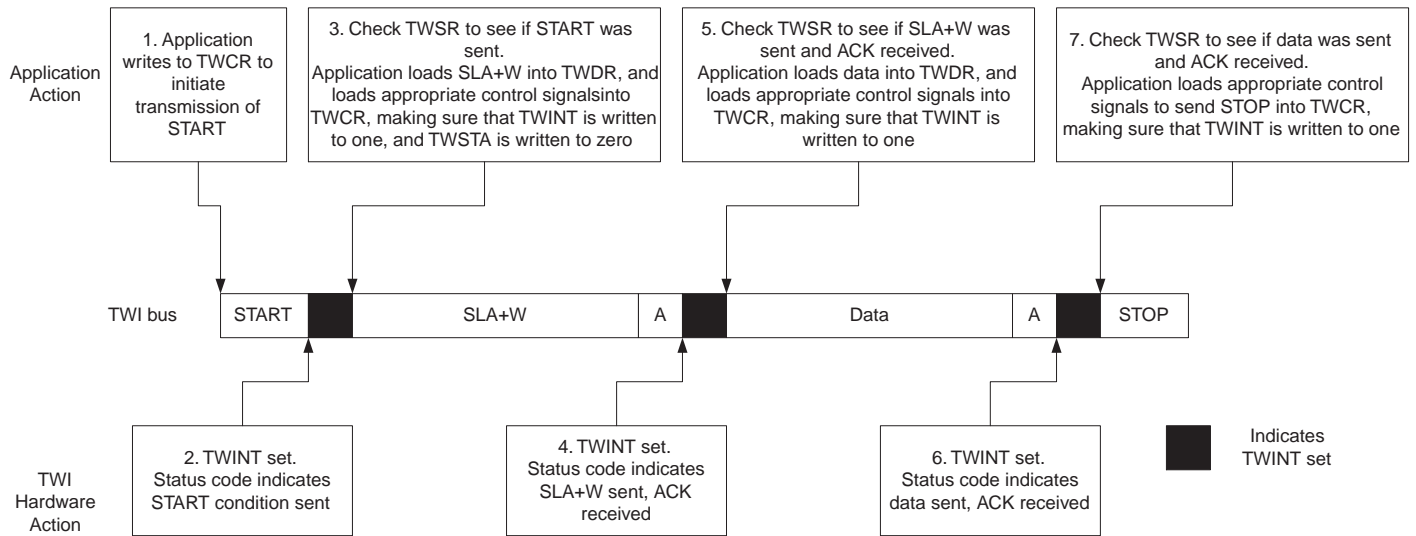 Application
Action
1. Application
writes to TWCR to
initiate
transmission of
START
3. Check TWSR to see if START was
sent.
Application loads SLA+W into TWDR, and
loads appropriate control signalsinto
TWCR, making sure that TWINT is written
to one, and TWSTA is written to zero
5. Check TWSR to see if SLA+W was
sent and ACK received.
Application loads data into TWDR, and
loads appropriate control signals into
TWCR, making sure that TWINT is
written to one
7. Check TWSR to see if data was sent
and ACK received.
Application loads appropriate control
signals to send STOP into TWCR,
making sure that TWINT is written to one
TWI bus
START
SLA+W
A
Data
A
STOP
TWI
Hardware
Action
2. TWINT set.
Status code indicates
START condition sent
4. TWINT set.
Status code indicates
SLA+W sent, ACK
received
6. TWINT set.
Status code indicates
data sent, ACK received
Indicates
TWINT set